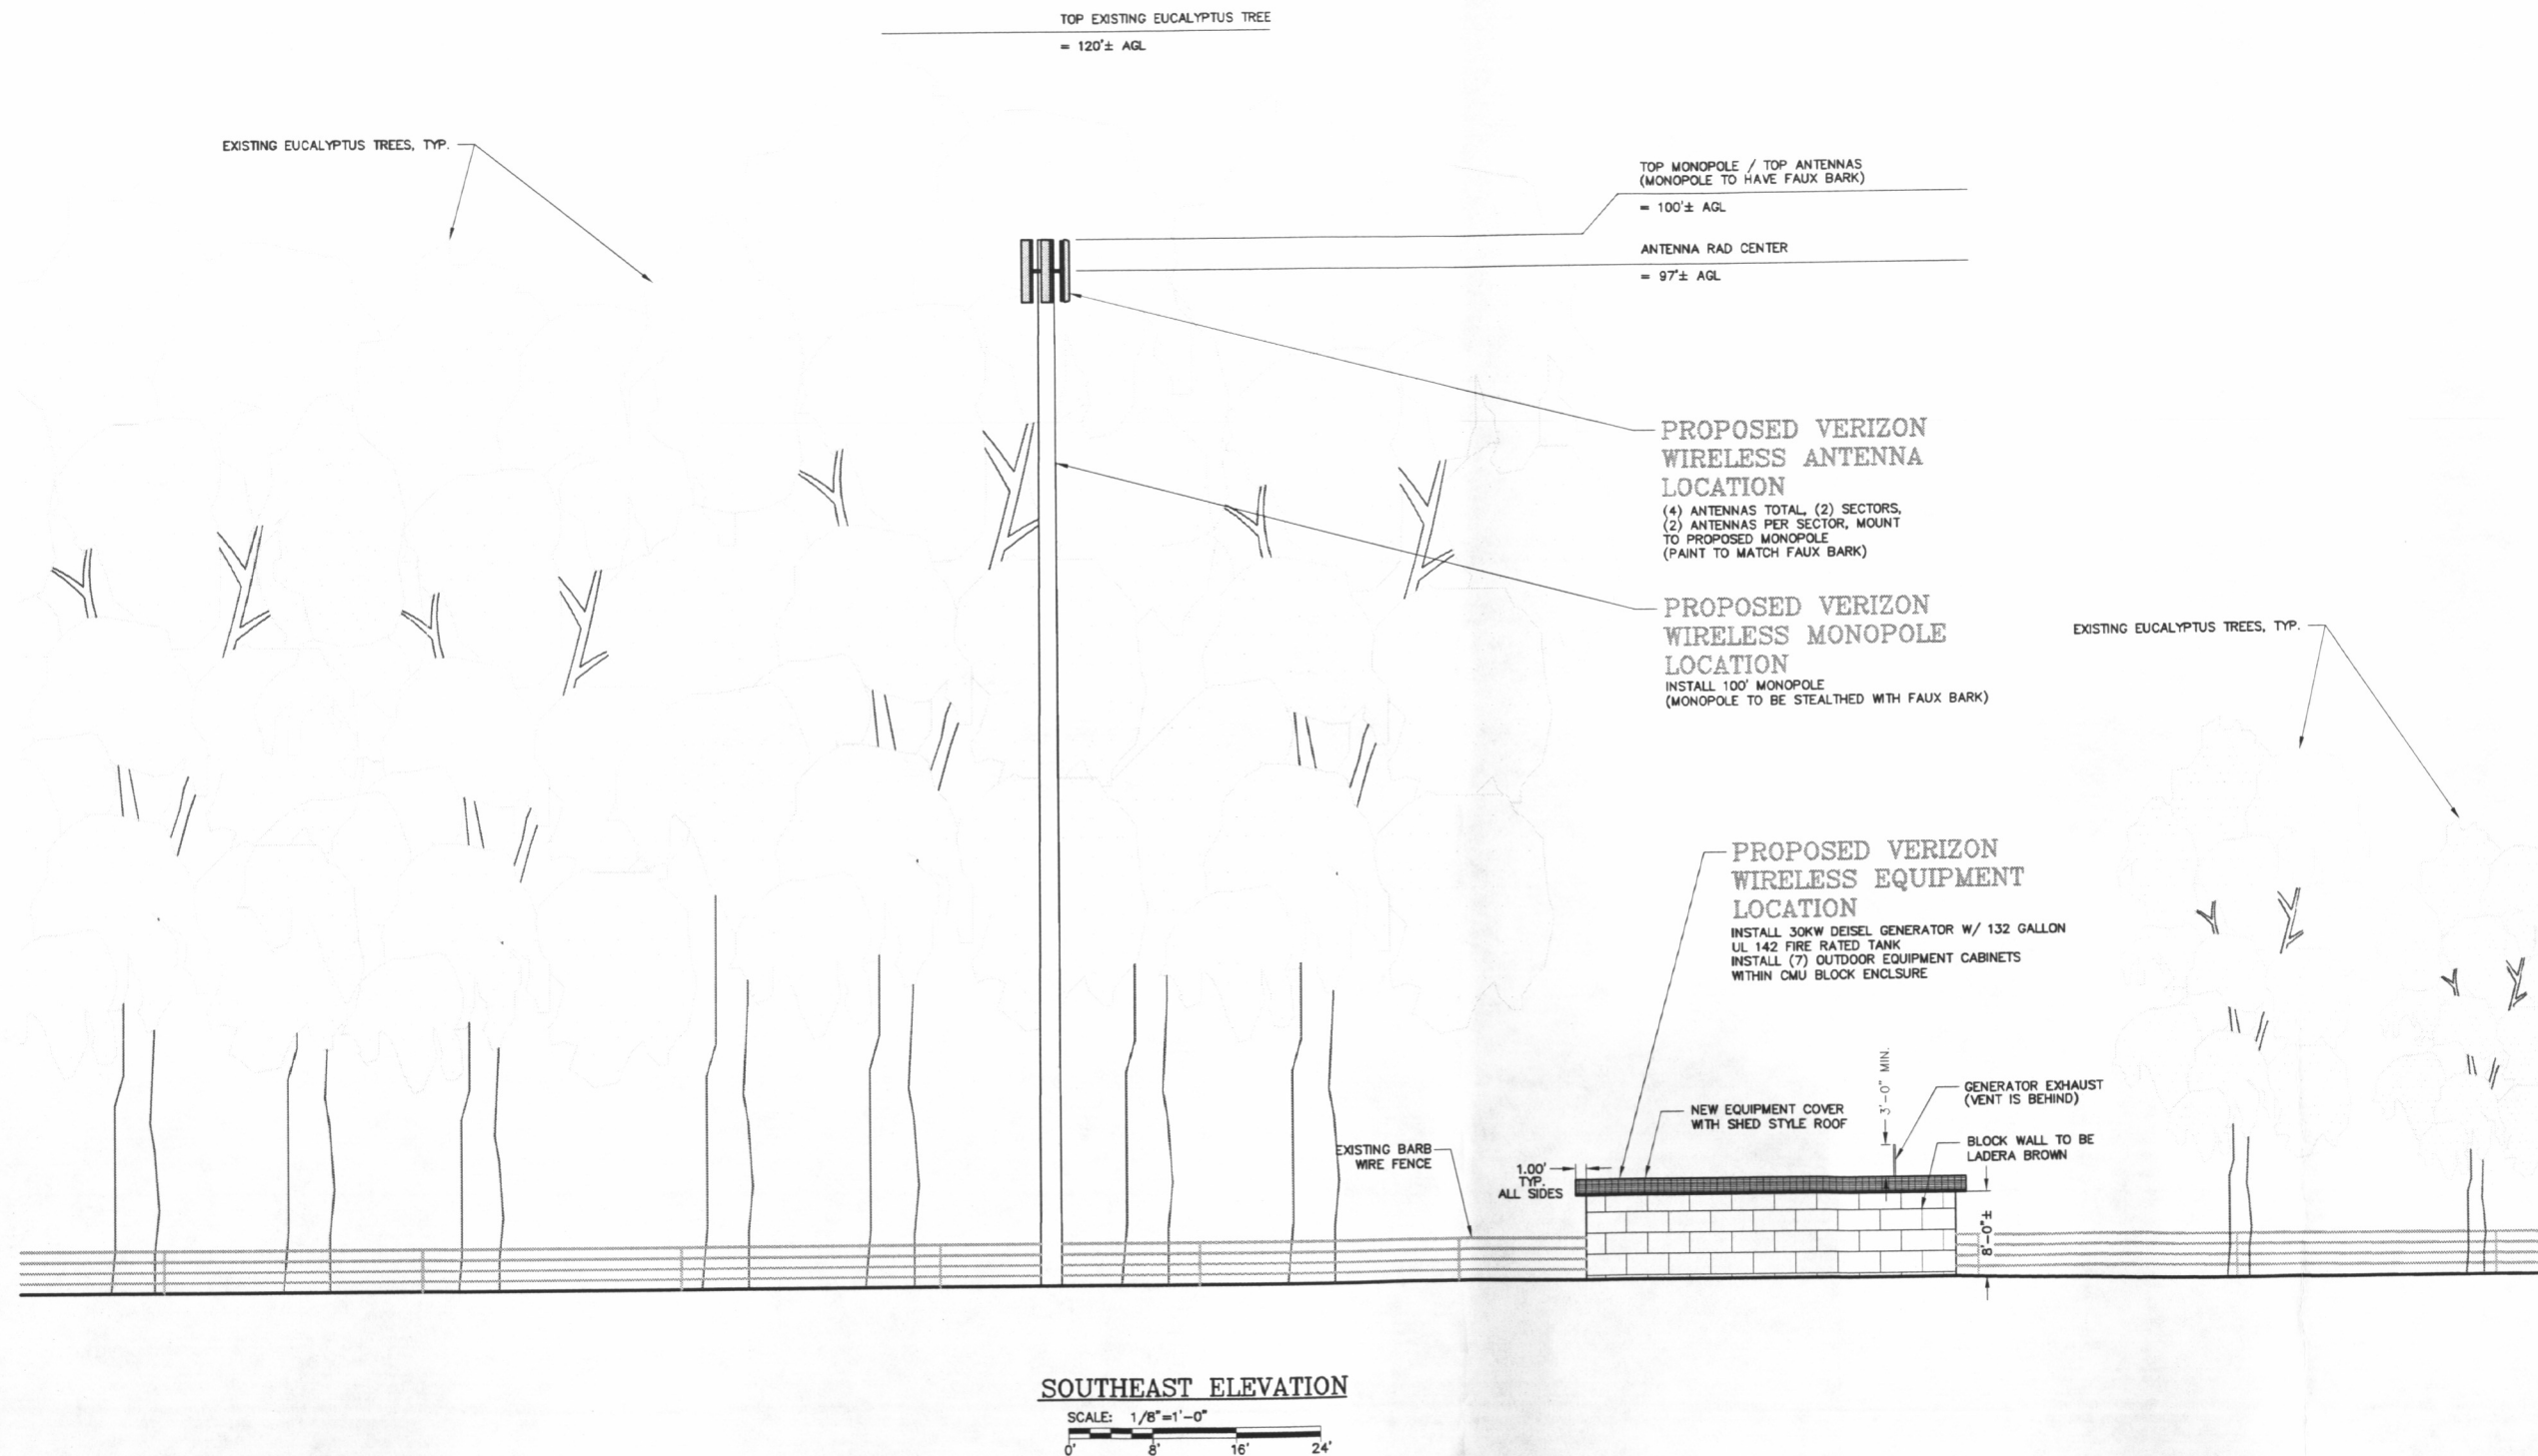 TOP EXISTING EUCALYPTUS TREE
= 120'± AGL
EXISTING EUCALYPTUS TREES, TYP.
TOP MONOPOLE / TOP ANTENNAS
(MONOPOLE TO HAVE FAUX BARK)
= 100'± AGL
ANTENNA RAD CENTER
= 97'± AGL
PROPOSED VERIZON
WIRELESS ANTENNA
LOCATION
(4) ANTENNAS TOTAL, (2) SECTORS,
(2) ANTENNAS PER SECTOR, MOUNT
TO PROPOSED MONOPOLE
(PAINT TO MATCH FAUX BARK)
PROPOSED VERIZON
WIRELESS MONOPOLE
LOCATION
INSTALL 100' MONOPOLE
(MONOPOLE TO BE STEALTHED WITH FAUX BARK)
EXISTING EUCALYPTUS TREES, TYP.
PROPOSED VERIZON
WIRELESS EQUIPMENT
LOCATION
INSTALL 30KW DEISEL GENERATOR W/ 132 GALLON
UL 142 FIRE RATED TANK
INSTALL (7) OUTDOOR EQUIPMENT CABINETS
WITHIN CMU BLOCK ENCLSURE
3'-0" MIN.
GENERATOR EXHAUST
(VENT IS BEHIND)
NEW EQUIPMENT COVER
WITH SHED STYLE ROOF
BLOCK WALL TO BE
LADERA BROWN
EXISTING BARB
WIRE FENCE
1.00'
TYP.
ALL SIDES
8'-0"±
SOUTHEAST ELEVATION
SCALE: 1/8"=1'-0"
0' 8' 16' 24'